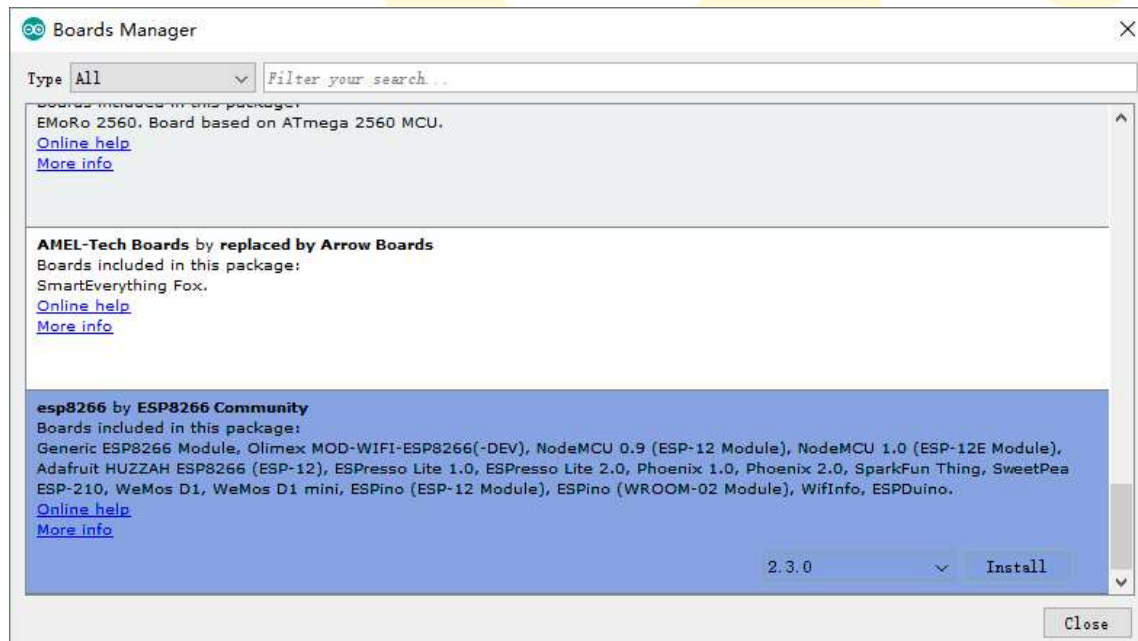 Boards Manager
Type All Filter your search...
Boards included in this package:
EMoRo 2560. Board based on ATmega 2560 MCU.
Online help
More info
AMEL-Tech Boards by replaced by Arrow Boards
Boards included in this package:
SmartEverything Fox.
Online help
More info
esp8266 by ESP8266 Community
Boards included in this package:
Generic ESP8266 Module, Olimex MOD-WIFI-ESP8266(-DEV), NodeMCU 0.9 (ESP-12 Module), NodeMCU 1.0 (ESP-12E Module),
Adafruit HUZZAH ESP8266 (ESP-12), ESPresso Lite 1.0, ESPresso Lite 2.0, Phoenix 1.0, Phoenix 2.0, SparkFun Thing, SweetPea
ESP-210, WeMos D1, WeMos D1 mini, ESPino (ESP-12 Module), ESPino (WROOM-02 Module), WifInfo, ESPDuino.
Online help
More info
2.3.0 Install
Close